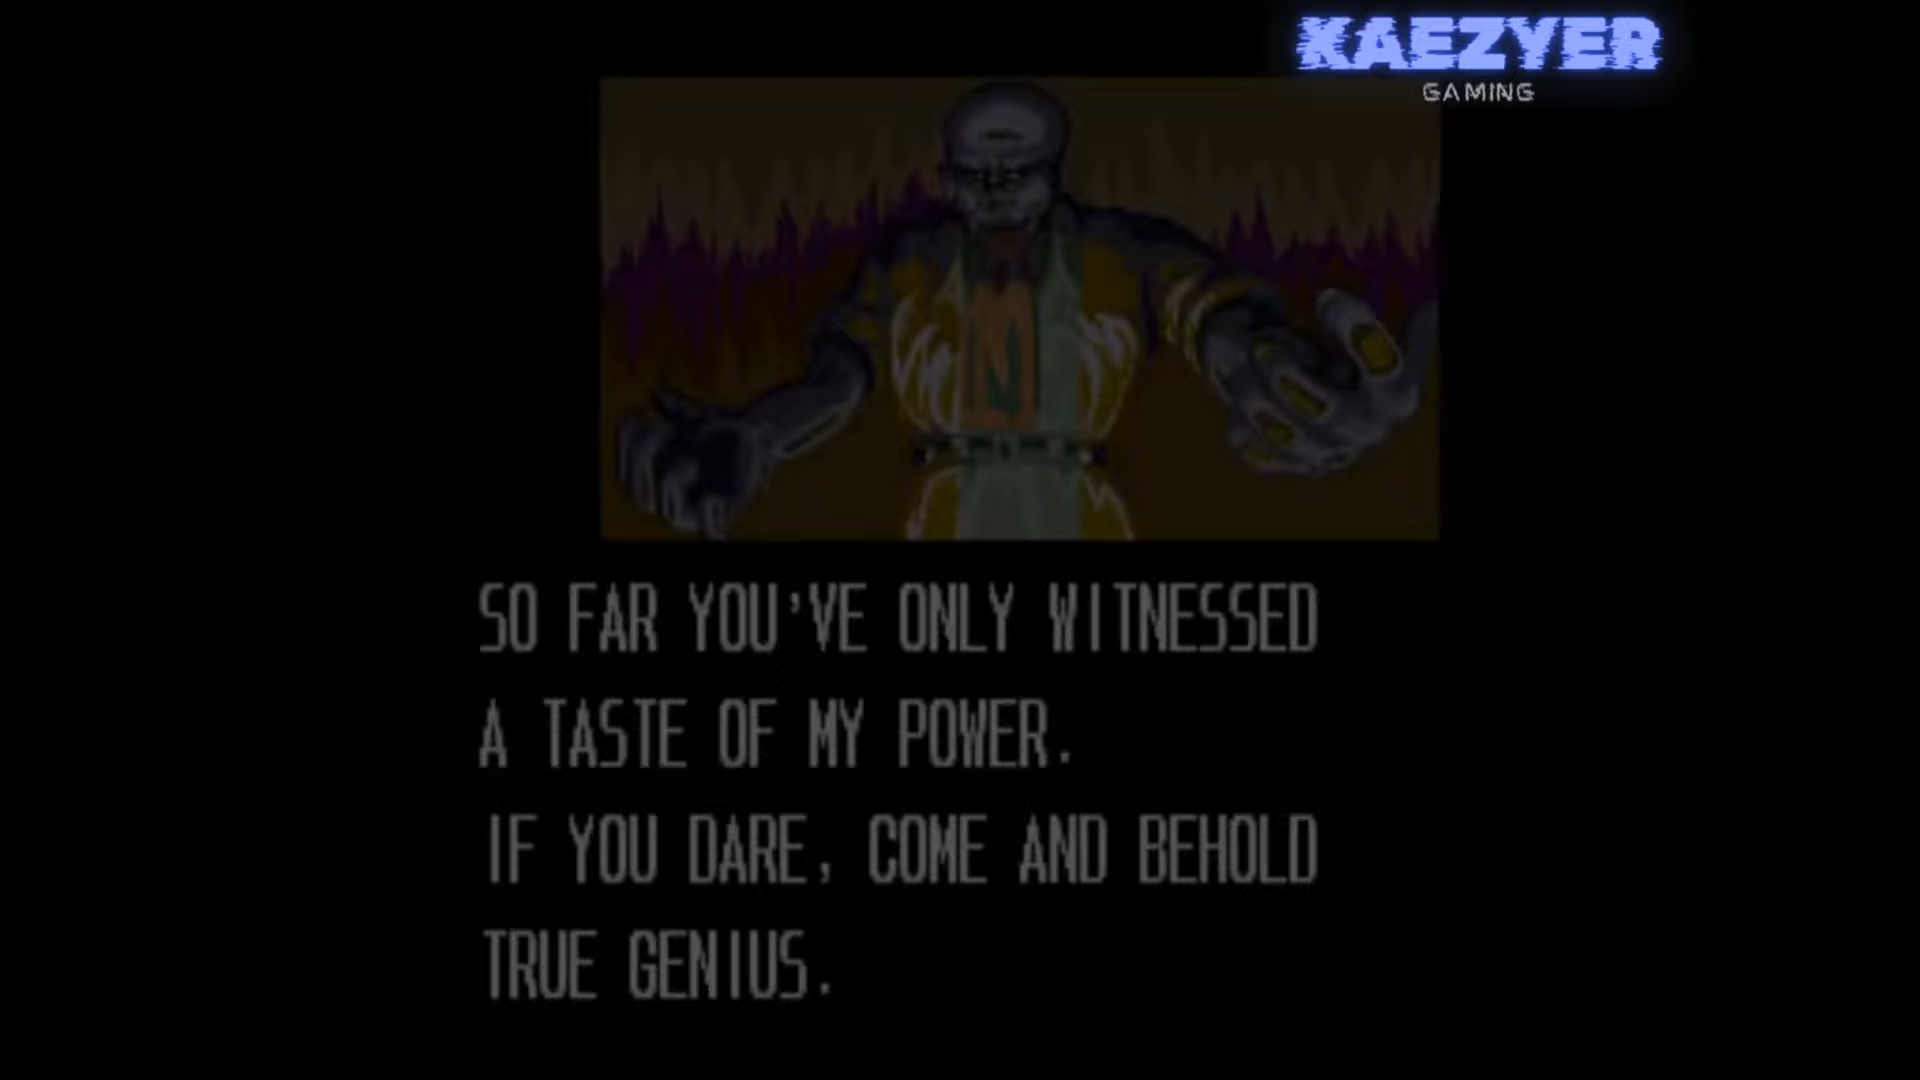 KAEZYER
GAMING
SO FAR YOU'VE ONLY WITNESSED
A TASTE OF MY POWER.
IF YOU DARE, COME AND BEHOLD
TRUE GENIUS.